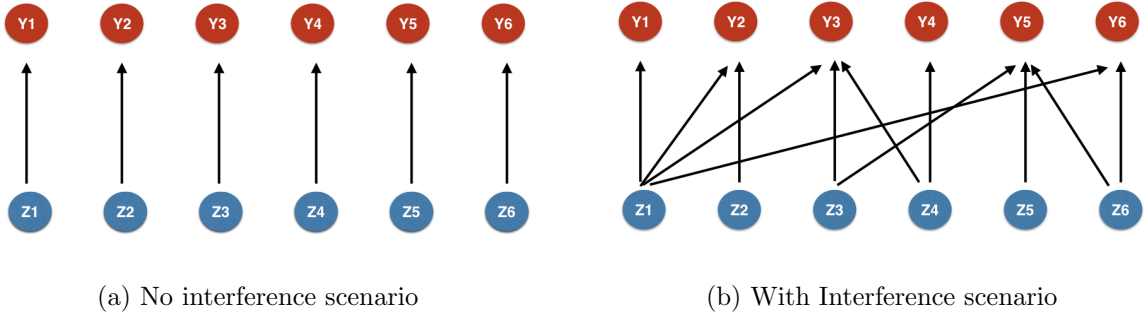 Y1 Y2 Y3 Y4 Y5 Y6
Z1 Z2 Z3 Z4 Z5 Z6
(a) No interference scenario
Y1 Y2 Y3 Y4 Y5 Y6
Z1 Z2 Z3 Z4 Z5 Z6
(b) With Interference scenario